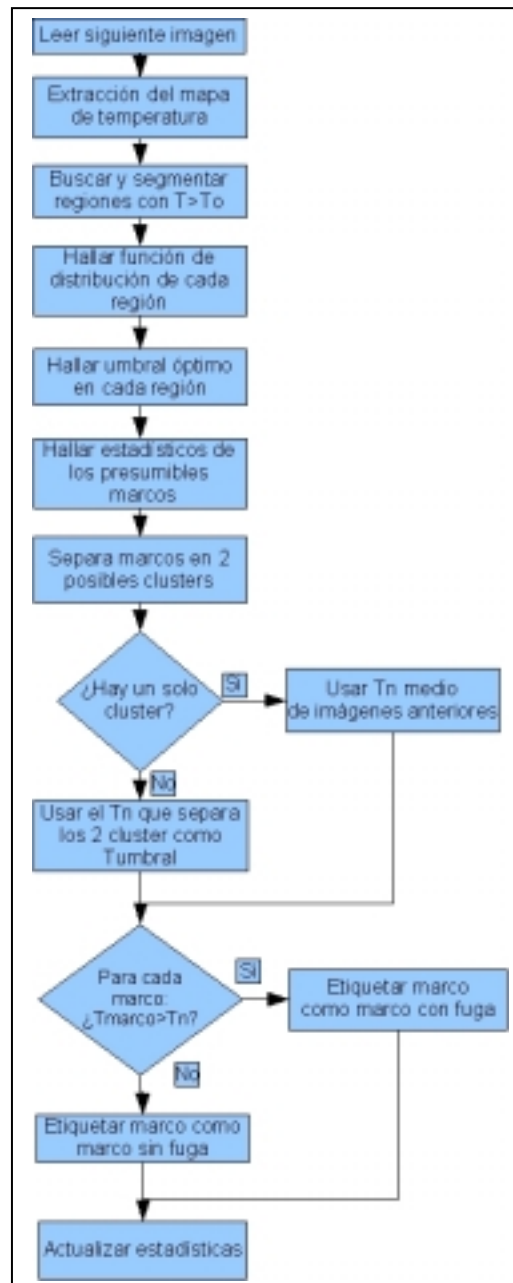 Leer siguiente imagen
Extracción del mapa
de temperatura
Buscar y segmentar
regiones con T>To
Hallar función de
distribución de cada
región
Hallar umbral óptimo
en cada región
Hallar estadísticos de
los presumibles
marcos
Separa marcos en 2
posibles clusters
¿Hay un solo
cluster?
Si
Usar Tn medio
de imágenes anteriores
No
Usar el Tn que separa
los 2 cluster como
Tumbral
Para cada
marco:
¿Tmarco>Tn?
Si
Etiquetar marco
como marco con fuga
No
Etiquetar marco como
marco sin fuga
Actualizar estadísticas